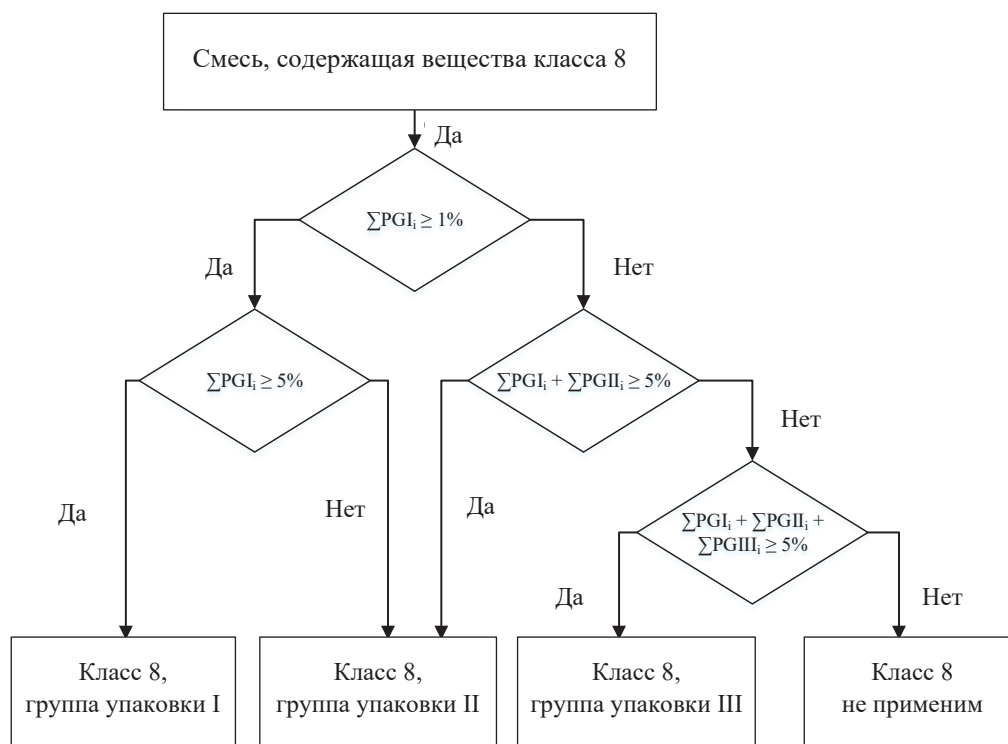 Смесь, содержащая вещества класса 8
Да
∑PGIᵢ ≥ 1%
Да
Нет
∑PGIᵢ ≥ 5%
∑PGIᵢ + ∑PGIIᵢ ≥ 5%
Нет
Да
Нет
Да
∑PGIᵢ + ∑PGIIᵢ +
∑PGIIIᵢ ≥ 5%
Да
Нет
Класс 8,
группа упаковки I
Класс 8,
группа упаковки II
Класс 8,
группа упаковки III
Класс 8
не применим